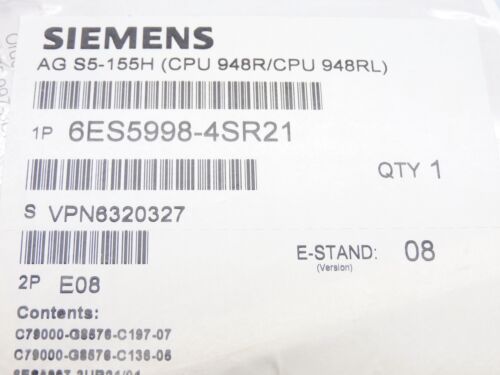 SIEMENS
AG S5-155H (CPU 948R/CPU 948RL)
1P 6ES5998-4SR21
QTY 1
S VPN6320327
E-STAND: 08
(Version)
2P E08
Contents:
C79000-G8576-C197-07
C79000-G8576-C136-05